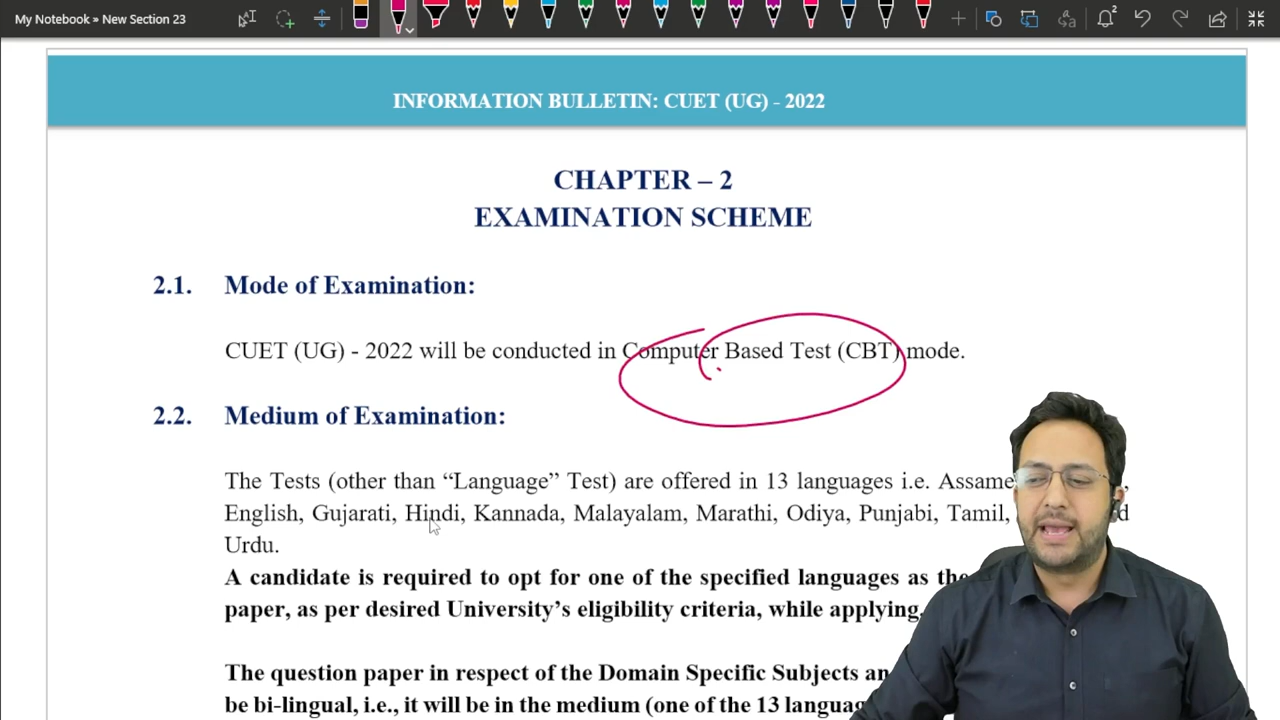 My Notebook » New Section 23
2
INFORMATION BULLETIN: CUET (UG) - 2022
CHAPTER – 2
EXAMINATION SCHEME
2.1. Mode of Examination:
CUET (UG) - 2022 will be conducted in Computer Based Test (CBT) mode.
2.2. Medium of Examination:
The Tests (other than “Language” Test) are offered in 13 languages i.e.
English, Gujarati, Hindi, Kannada, Malayalam, Marathi, Odiya, Punjabi, Tamil,
Urdu.
A candidate is required to opt for one of the specified languages as the
paper, as per desired University’s eligibility criteria, while applying.
The question paper in respect of the Domain Specific Subjects
be bi-lingual, i.e., it will be in the medium (one of the 13